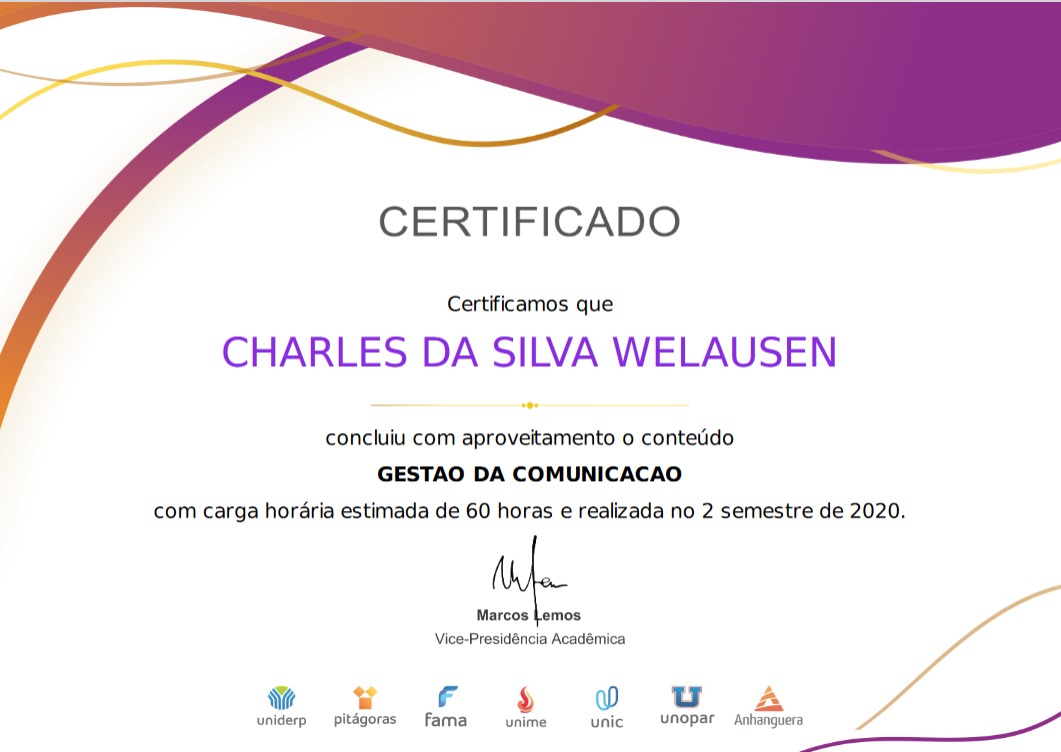 CERTIFICADO
Certificamos que
CHARLES DA SILVA WELAUSEN
concluiu com aproveitamento o conteúdo
GESTAO DA COMUNICACAO
com carga horária estimada de 60 horas e realizada no 2 semestre de 2020.
Marcos Lemos
Vice-Presidência Acadêmica
uniderp pitágoras fama unime unic unopar Anhanguera